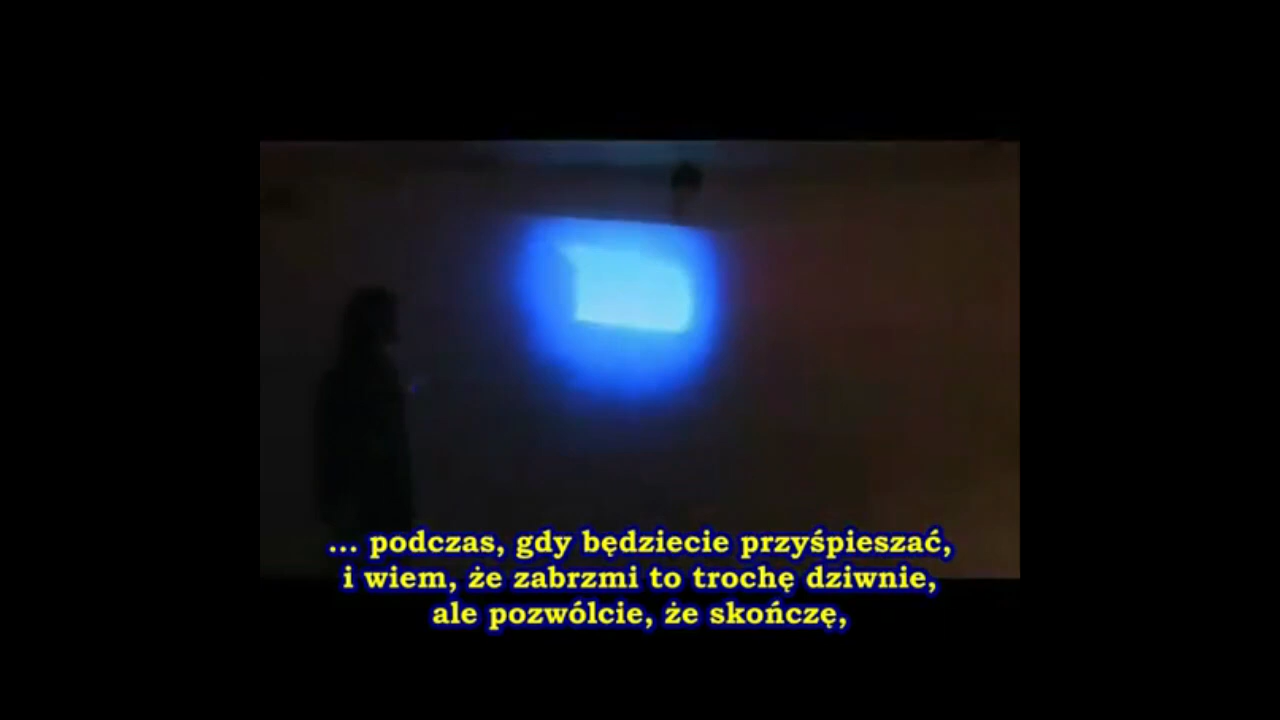 ... podczas, gdy będziecie przyśpieszać,
i wiem, że zabrzmi to trochę dziwnie,
ale pozwólcie, że skończę,